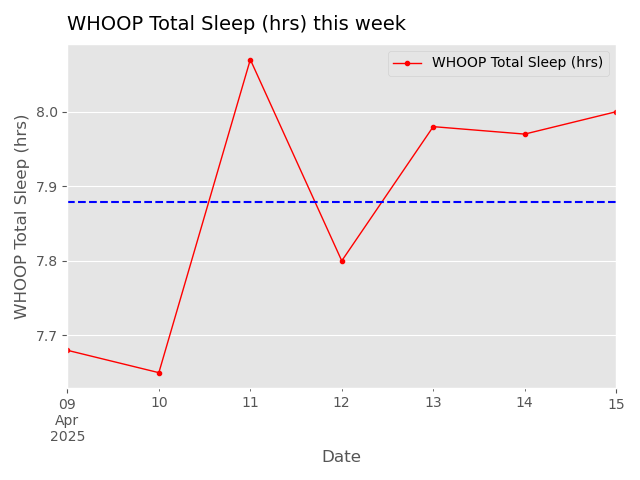 WHOOP Total Sleep (hrs) this week
WHOOP Total Sleep (hrs)
WHOOP Total Sleep (hrs)
8.0
7.9
7.8
7.7
09 10 11 12 13 14 15
Apr
2025
Date